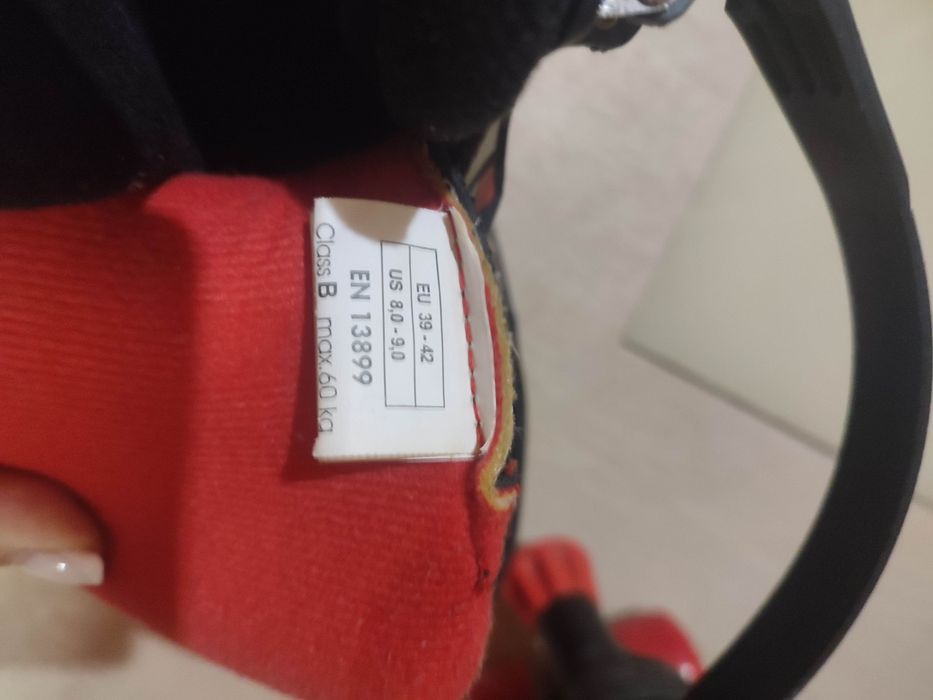 EU 39 - 42
US 8,0 - 9,0
EN 13899
Class B max.60 kg